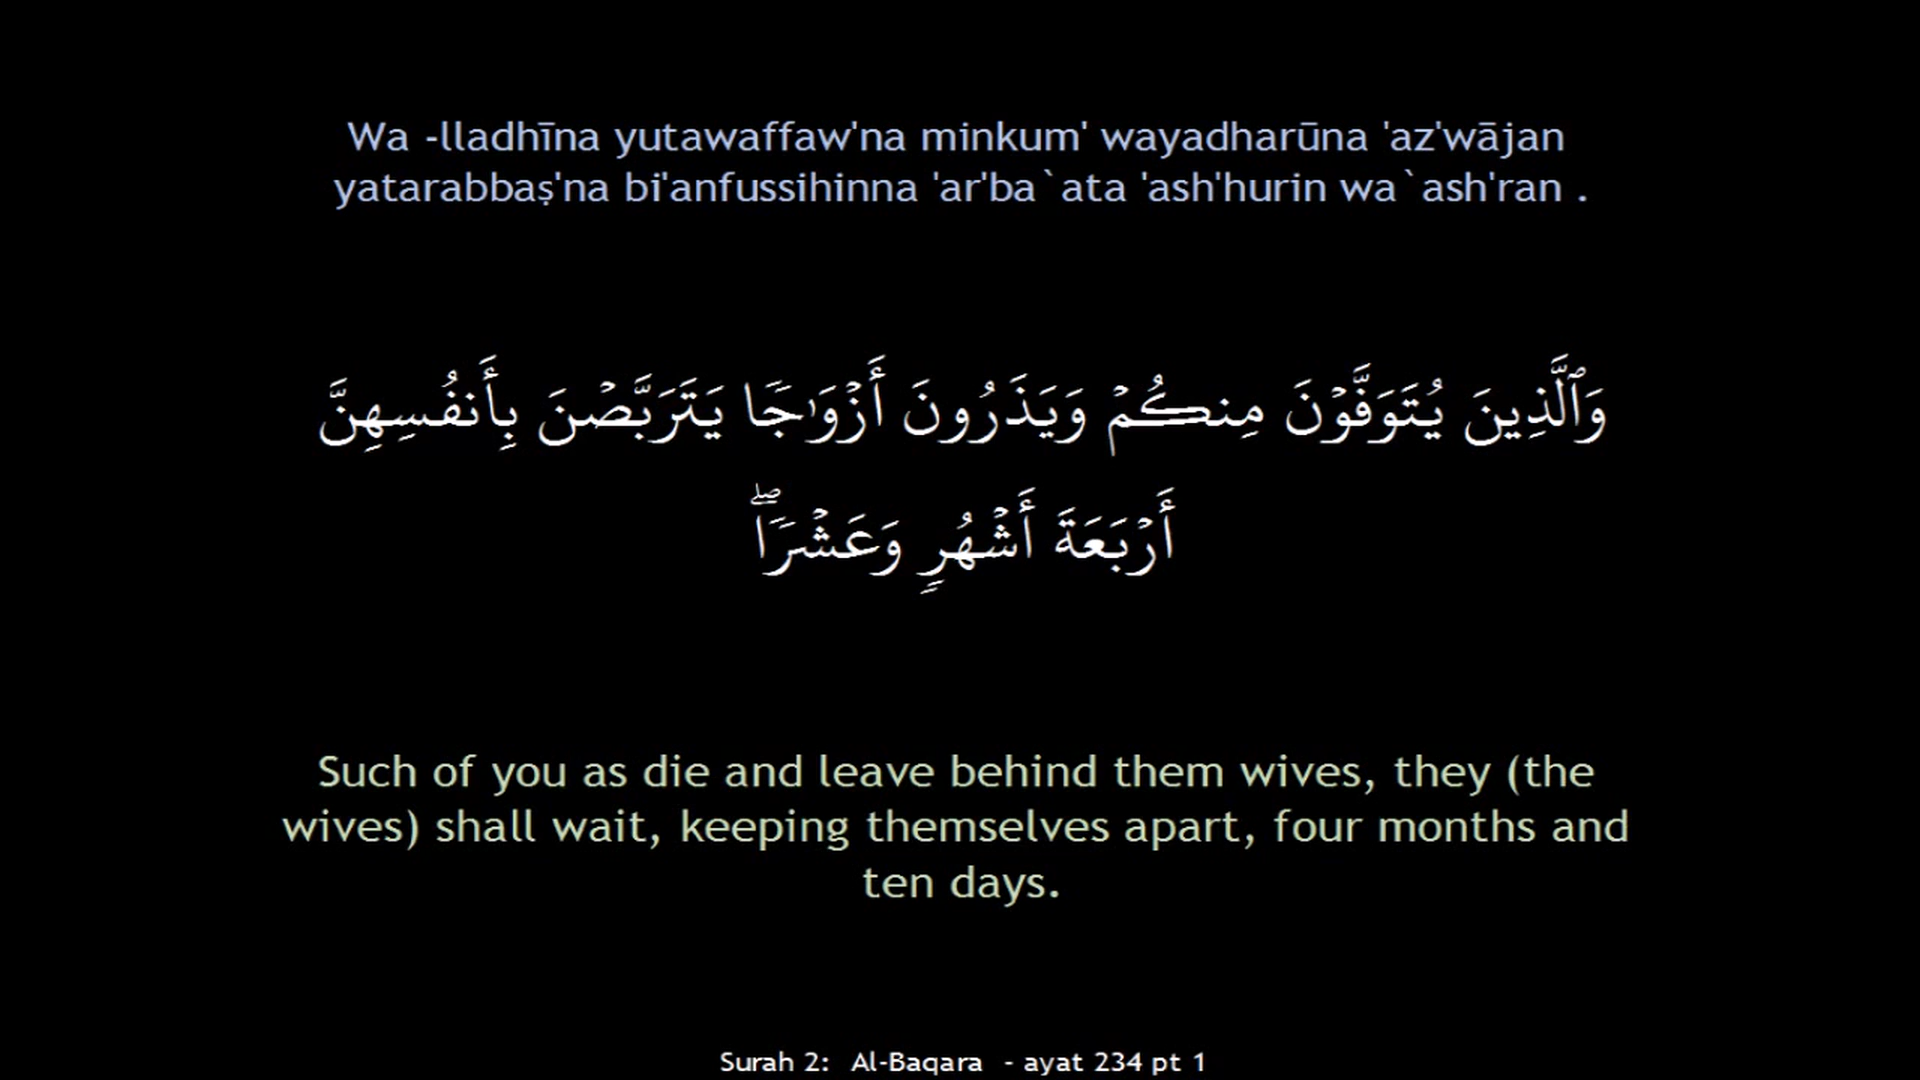 Wa -lladhīna yutawaffaw'na minkum' wayadharūna 'az'wājan
yatarabbaṣ'na bi'anfussihinna 'ar'ba`ata 'ash'hurin wa`ash'ran .
وَٱلَّذِينَ يُتَوَفَّوۡنَ مِنكُمۡ وَيَذَرُونَ أَزۡوَٰجٗا يَتَرَبَّصۡنَ بِأَنفُسِهِنَّ
أَرۡبَعَةَ أَشۡهُرٖ وَعَشۡرٗاۖ
Such of you as die and leave behind them wives, they (the
wives) shall wait, keeping themselves apart, four months and
ten days.
Surah 2: Al-Baqara - ayat 234 pt 1